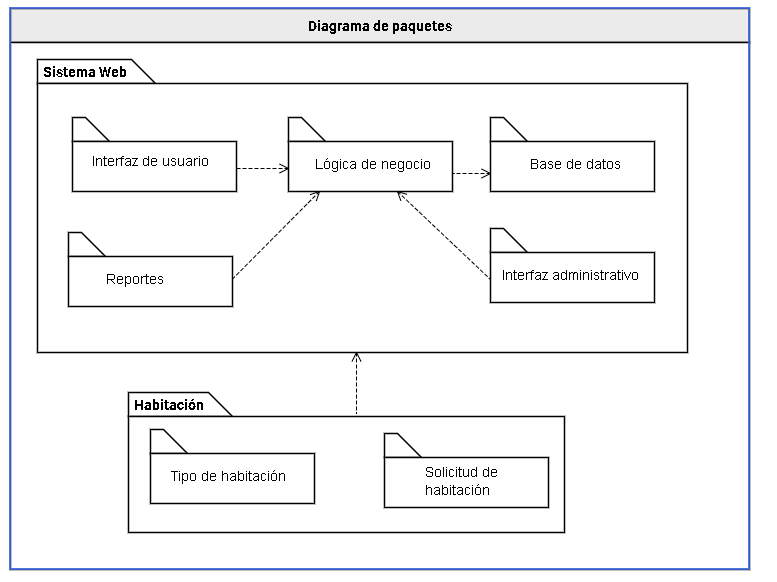 Diagrama de paquetes
Sistema Web
Interfaz de usuario
Lógica de negocio
Base de datos
Reportes
Interfaz administrativo
Habitación
Tipo de habitación
Solicitud de
habitación